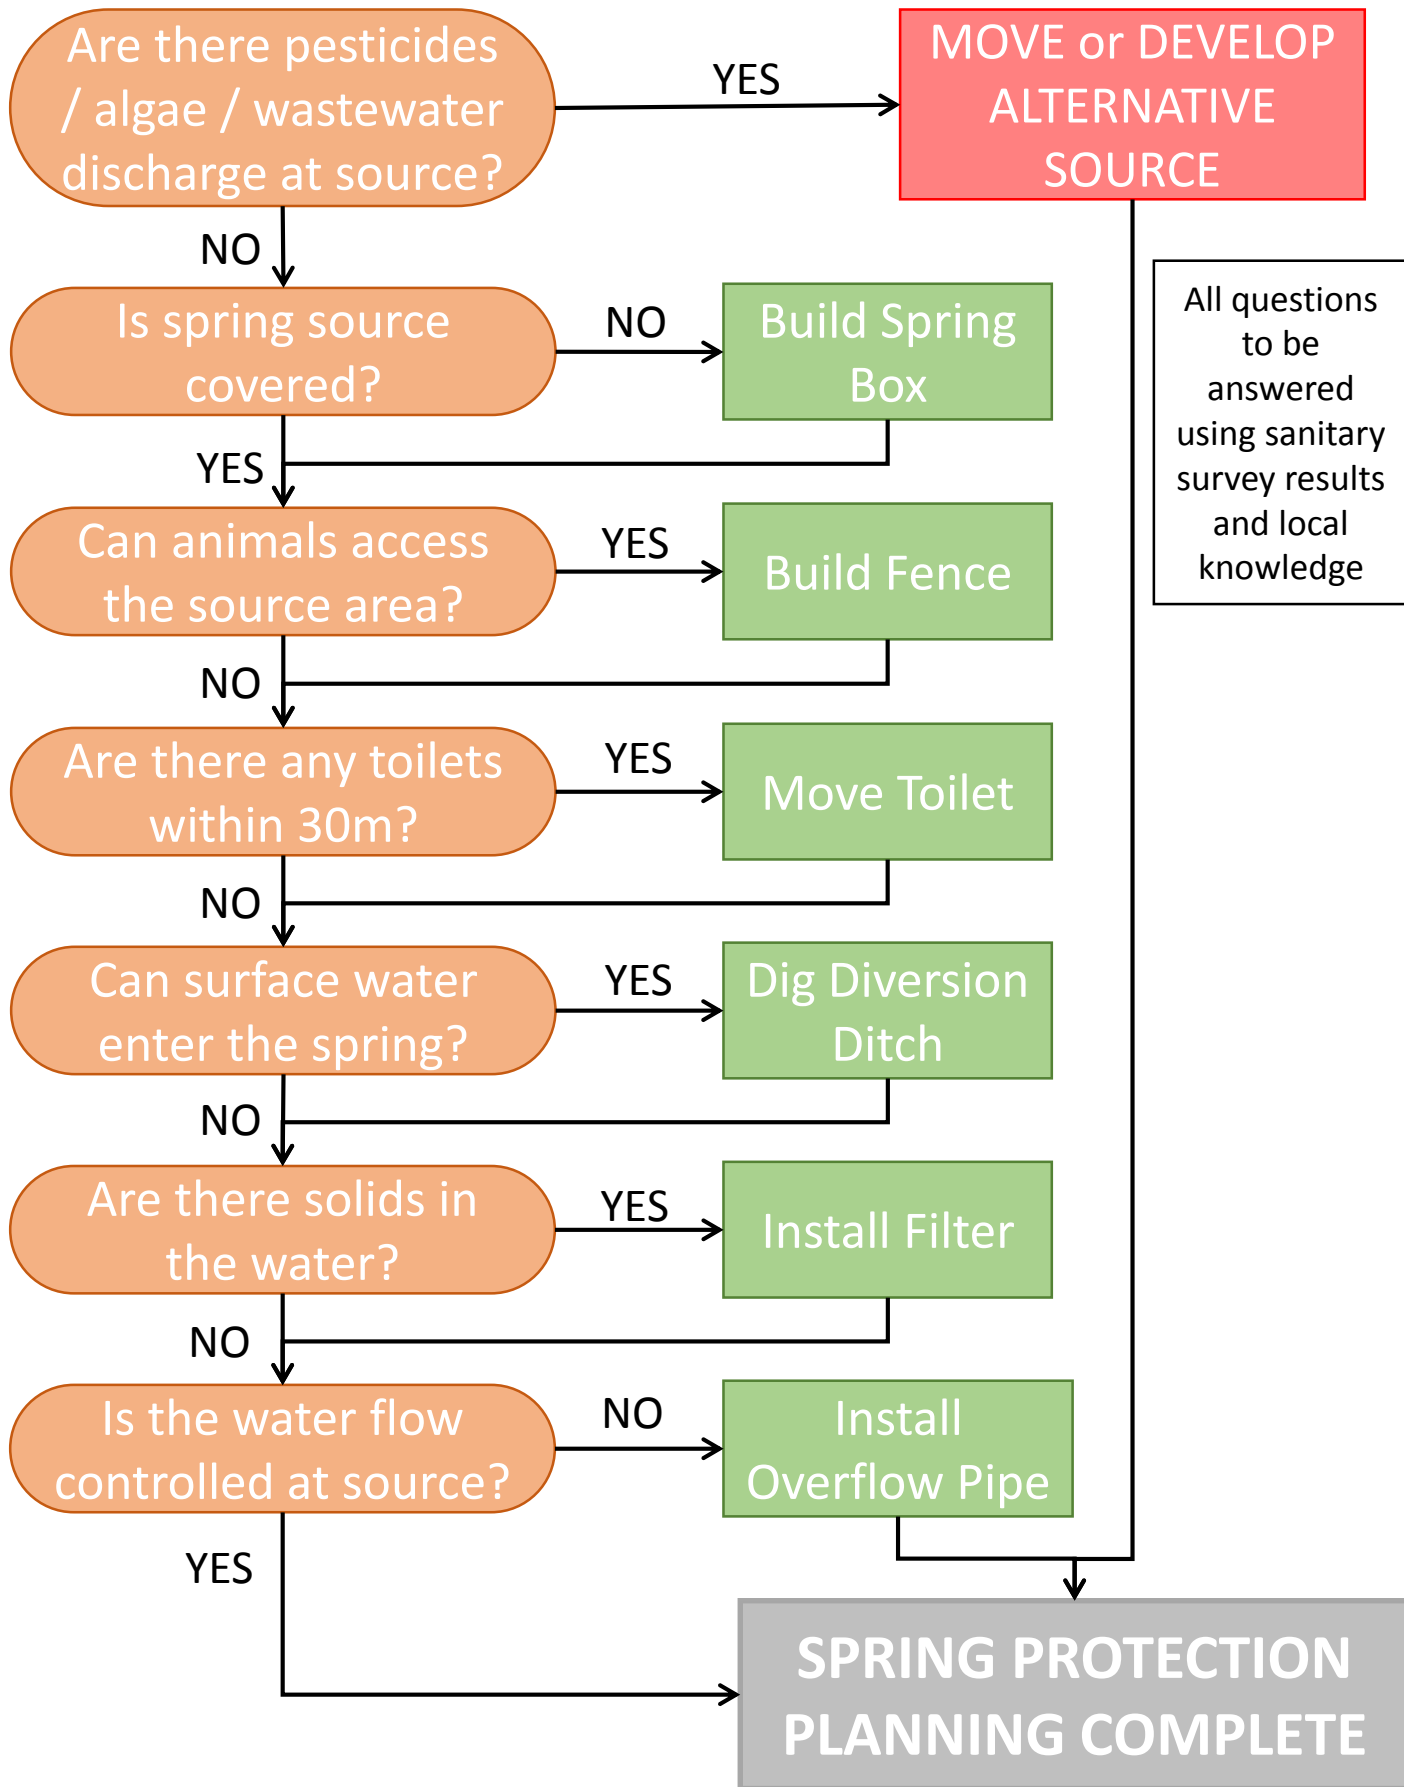 Are there pesticides
/ algae / wastewater
discharge at source?
YES
MOVE or DEVELOP
ALTERNATIVE
SOURCE
NO
All questions
to be
answered
using sanitary
survey results
and local
knowledge
Is spring source
covered?
NO
Build Spring
Box
YES
Can animals access
the source area?
YES
Build Fence
NO
Are there any toilets
within 30m?
YES
Move Toilet
NO
Can surface water
enter the spring?
YES
Dig Diversion
Ditch
NO
Are there solids in
the water?
YES
Install Filter
NO
Is the water flow
controlled at source?
NO
Install
Overflow Pipe
YES
SPRING PROTECTION
PLANNING COMPLETE